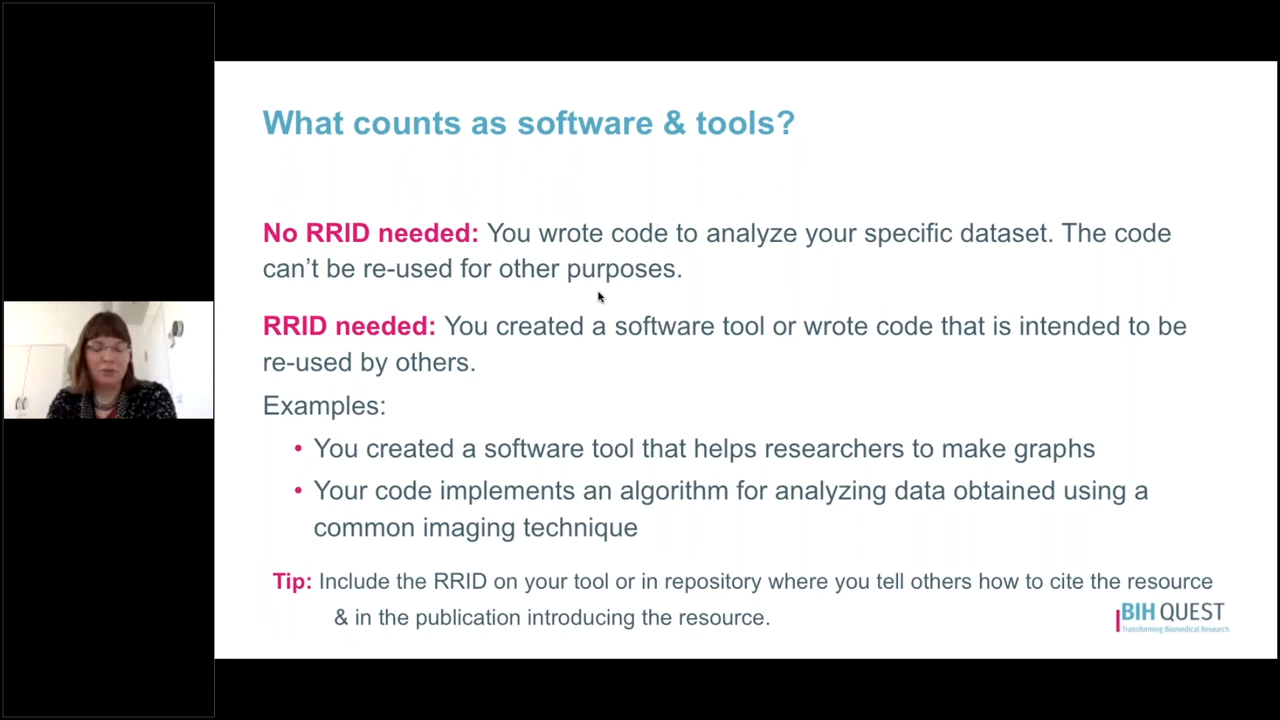 What counts as software & tools?
No RRID needed: You wrote code to analyze your specific dataset. The code
can’t be re-used for other purposes.
RRID needed: You created a software tool or wrote code that is intended to be
re-used by others.
Examples:
• You created a software tool that helps researchers to make graphs
• Your code implements an algorithm for analyzing data obtained using a
common imaging technique
Tip: Include the RRID on your tool or in repository where you tell others how to cite the resource
& in the publication introducing the resource.
BIH QUEST
Transforming Biomedical Research